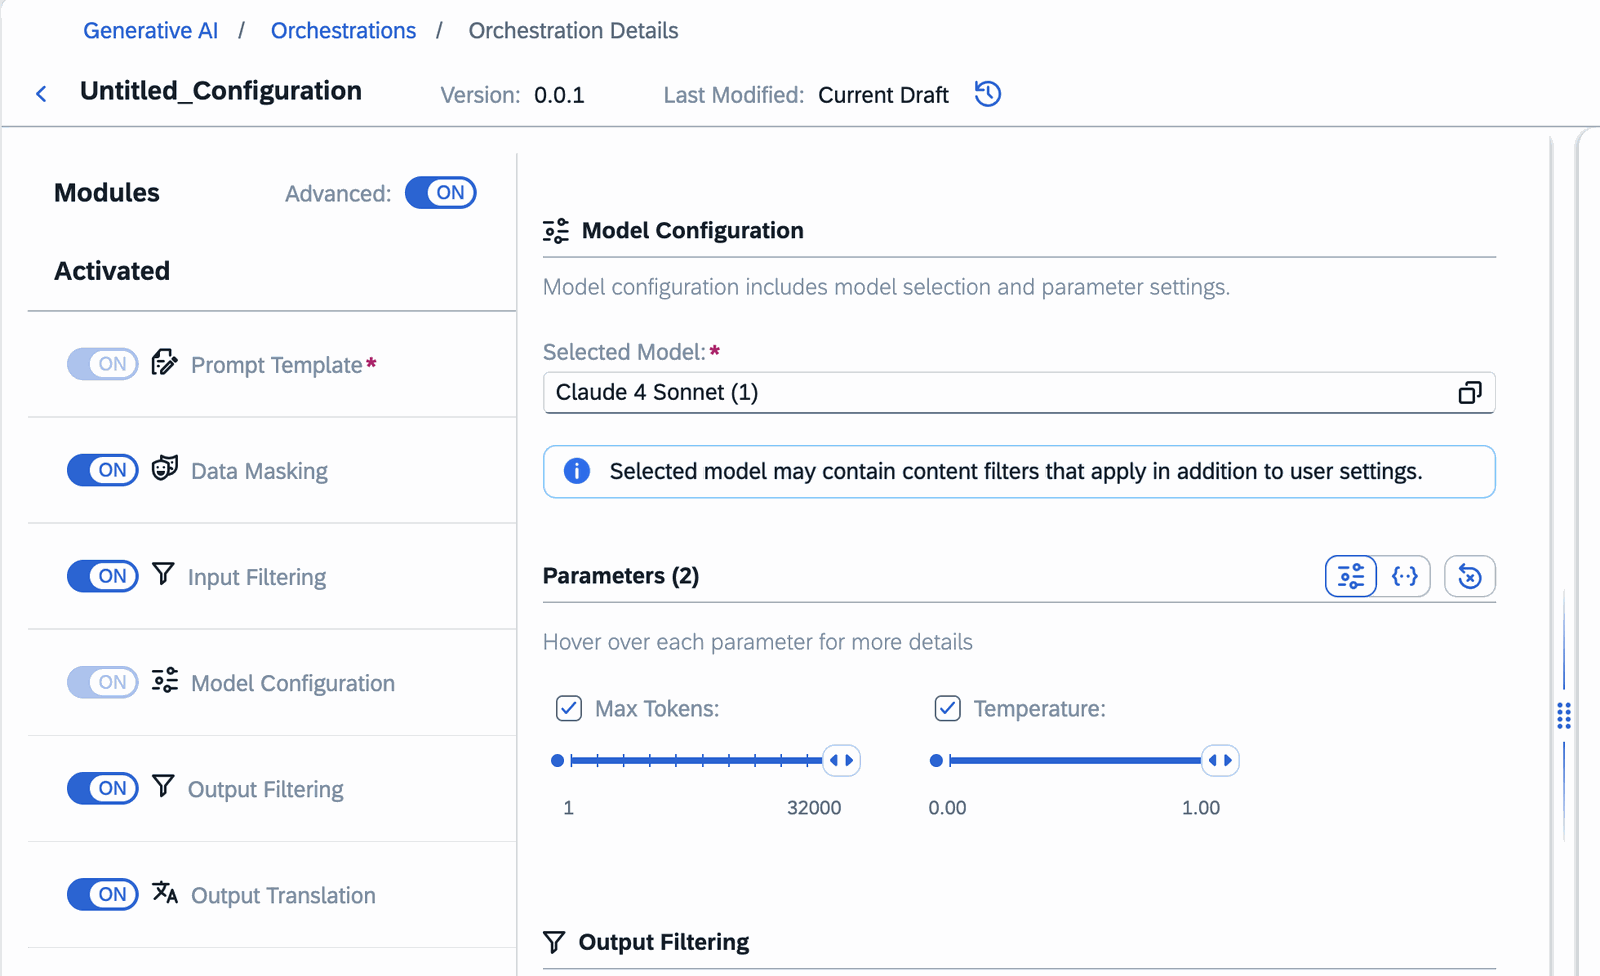 Generative AI / Orchestrations / Orchestration Details
Untitled_Configuration Version: 0.0.1 Last Modified: Current Draft
Modules Advanced: ON
Activated
ON Prompt Template*
ON Data Masking
ON Input Filtering
ON Model Configuration
ON Output Filtering
ON Output Translation
Model Configuration
Model configuration includes model selection and parameter settings.
Selected Model:*
Claude 4 Sonnet (1)
Selected model may contain content filters that apply in addition to user settings.
Parameters (2)
Hover over each parameter for more details
Max Tokens: Temperature:
1 32000 0.00 1.00
Output Filtering